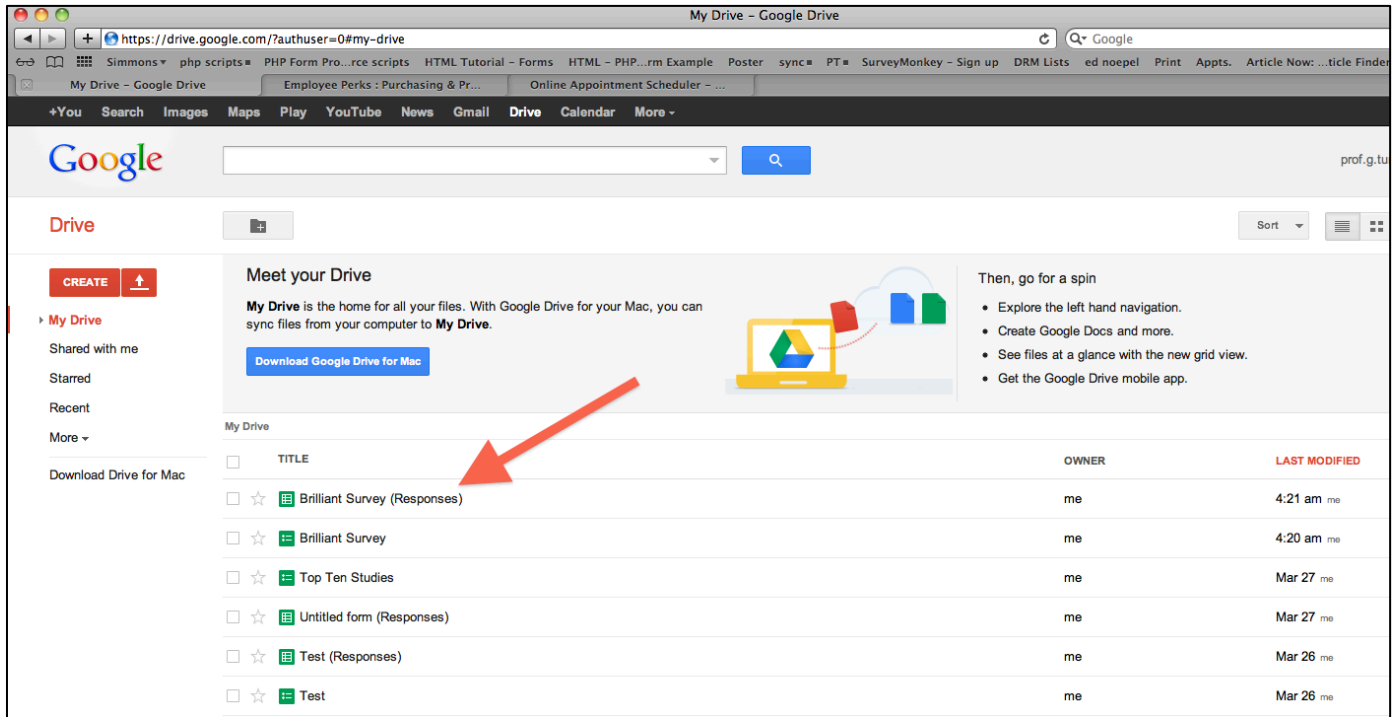 My Drive – Google Drive
https://drive.google.com/?authuser=0#my-drive
Google
Simmons php scripts PHP Form Pro...rce scripts HTML Tutorial – Forms HTML – PHP...rm Example Poster sync PT SurveyMonkey – Sign up DRM Lists ed noepel Print Appts. Article Now: ...ticle Finder
My Drive – Google Drive Employee Perks : Purchasing & Pr... Online Appointment Scheduler – ...
+You Search Images Maps Play YouTube News Gmail Drive Calendar More
Google
prof.g.tu
Drive
Sort
CREATE
My Drive
Shared with me
Starred
Recent
More
Download Drive for Mac
Meet your Drive
My Drive is the home for all your files. With Google Drive for your Mac, you can
sync files from your computer to My Drive.
Download Google Drive for Mac
Then, go for a spin
• Explore the left hand navigation.
• Create Google Docs and more.
• See files at a glance with the new grid view.
• Get the Google Drive mobile app.
My Drive
TITLE OWNER LAST MODIFIED
Brilliant Survey (Responses) me 4:21 am me
Brilliant Survey me 4:20 am me
Top Ten Studies me Mar 27 me
Untitled form (Responses) me Mar 27 me
Test (Responses) me Mar 26 me
Test me Mar 26 me